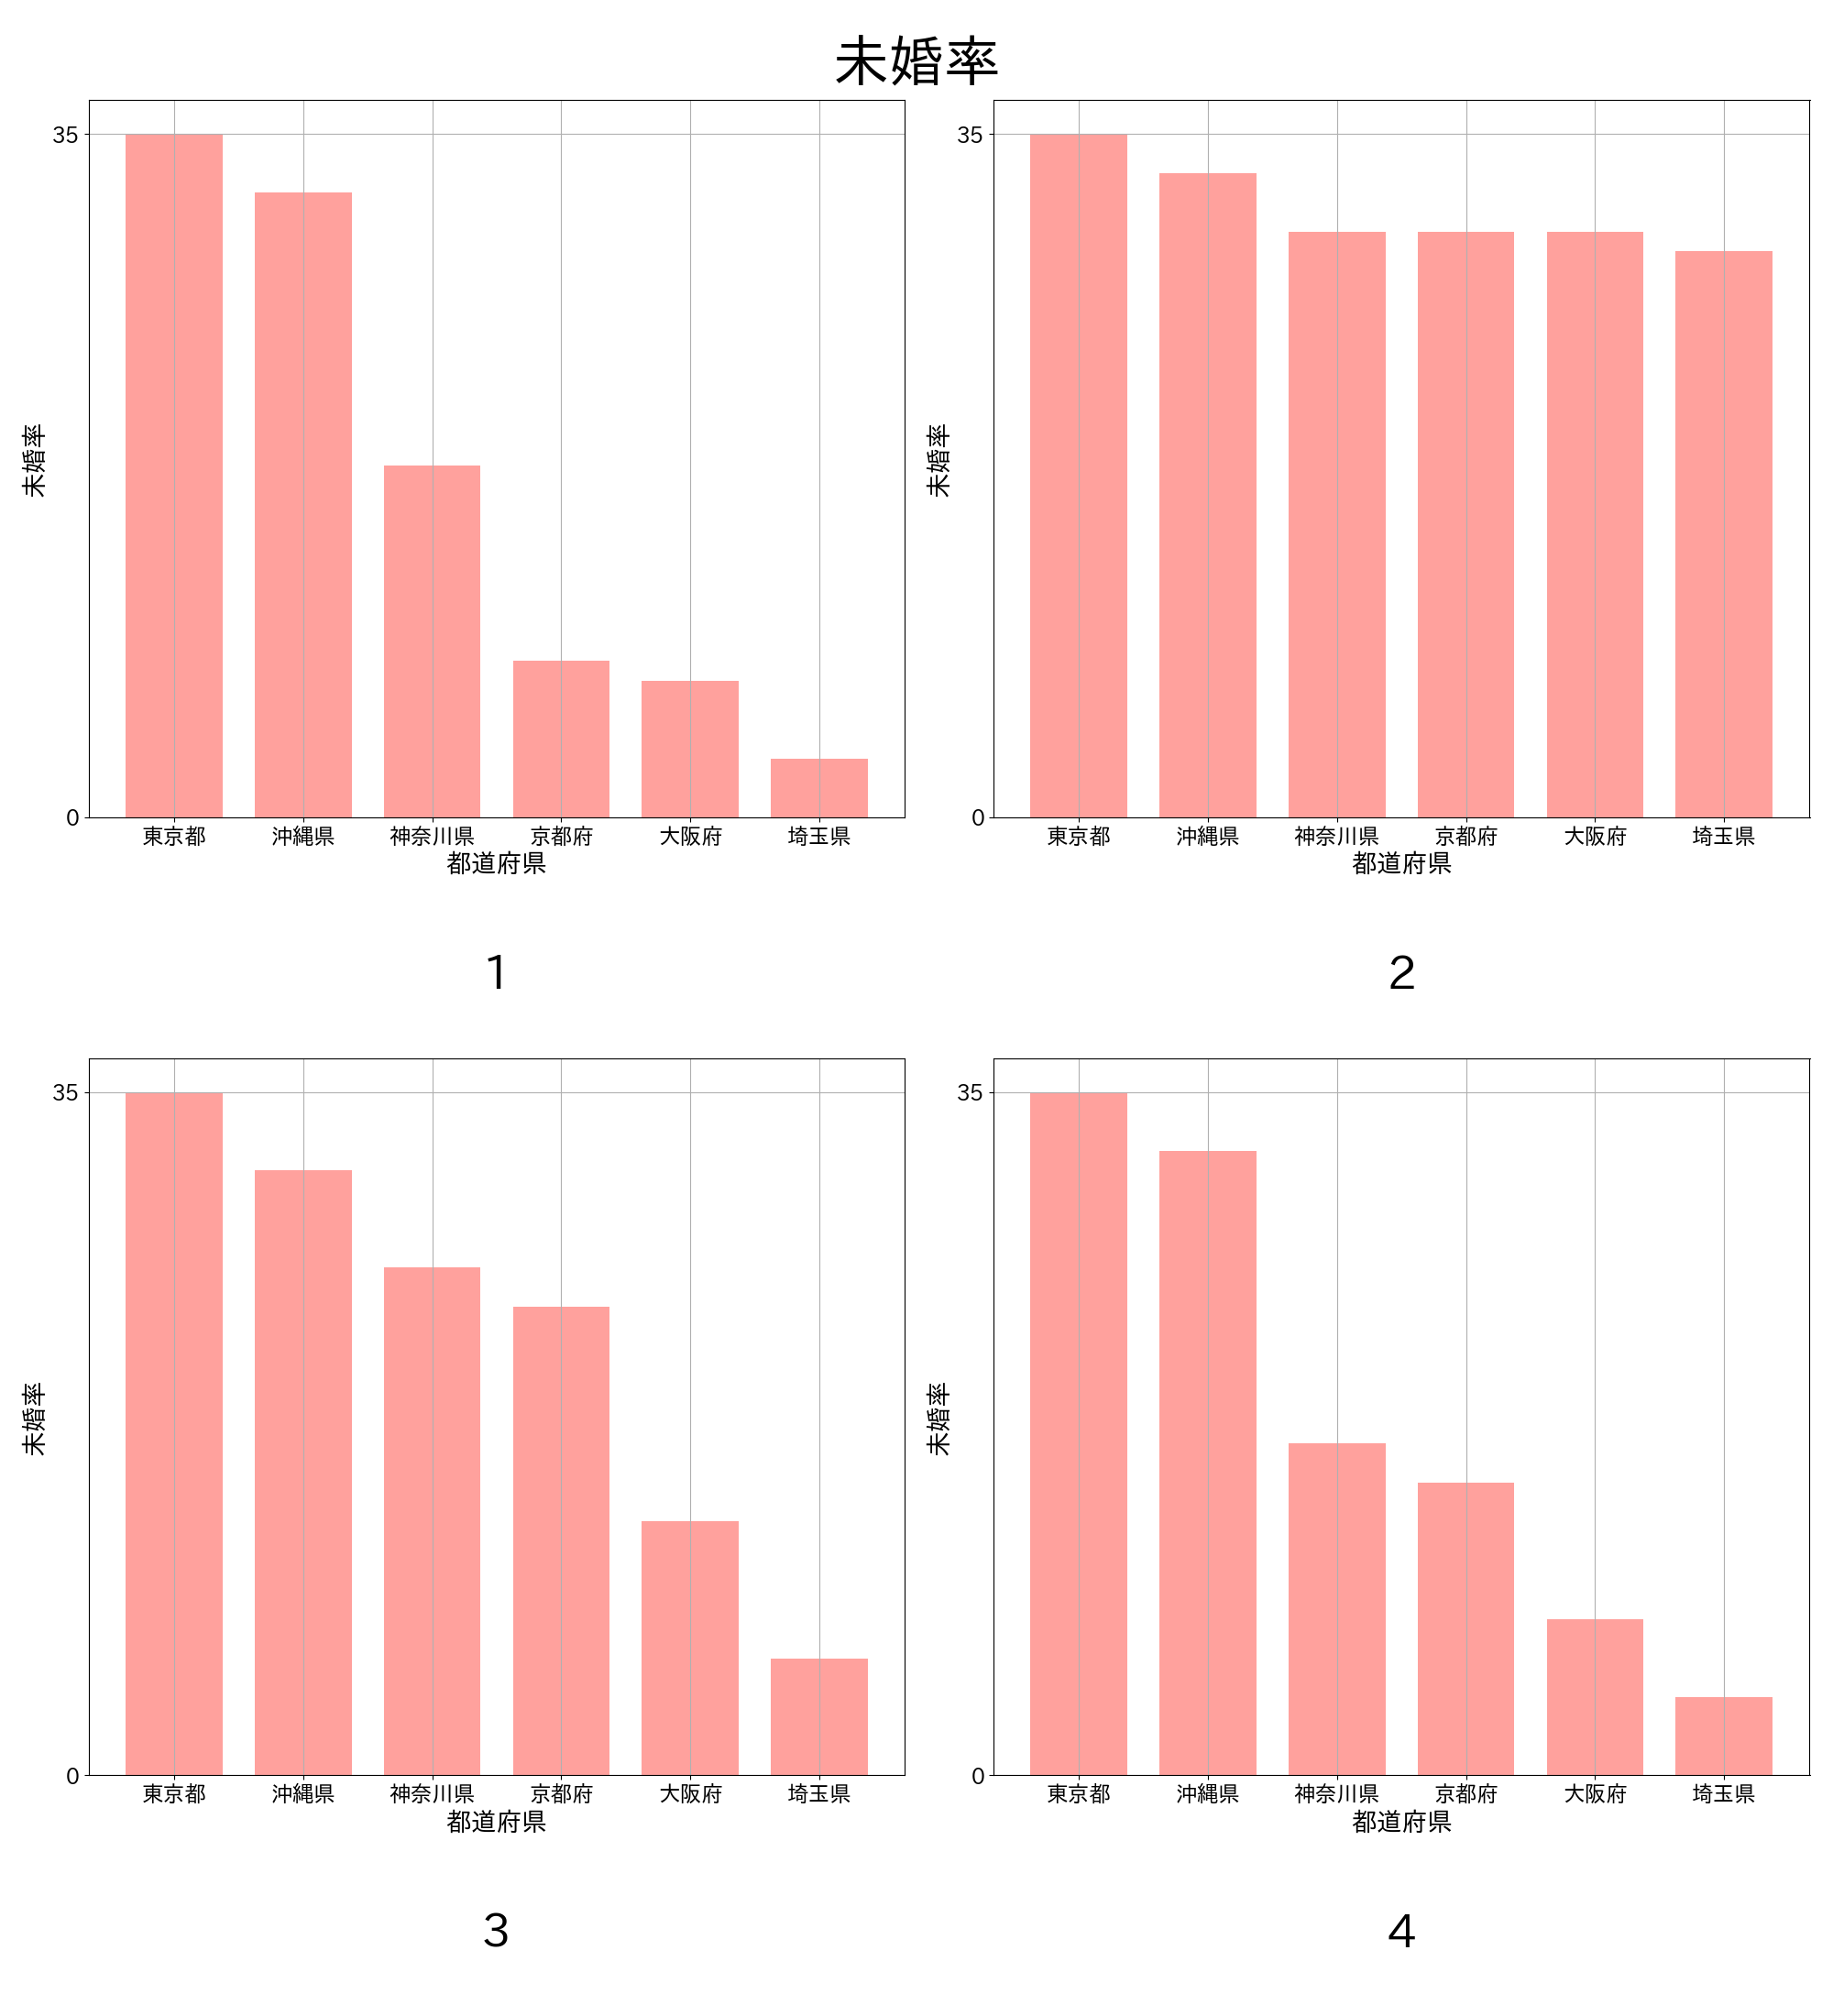 未婚率
35
0
未婚率
東京都 沖縄県 神奈川県 京都府 大阪府 埼玉県
都道府県
1
35
0
未婚率
東京都 沖縄県 神奈川県 京都府 大阪府 埼玉県
都道府県
2
35
0
未婚率
東京都 沖縄県 神奈川県 京都府 大阪府 埼玉県
都道府県
3
35
0
未婚率
東京都 沖縄県 神奈川県 京都府 大阪府 埼玉県
都道府県
4